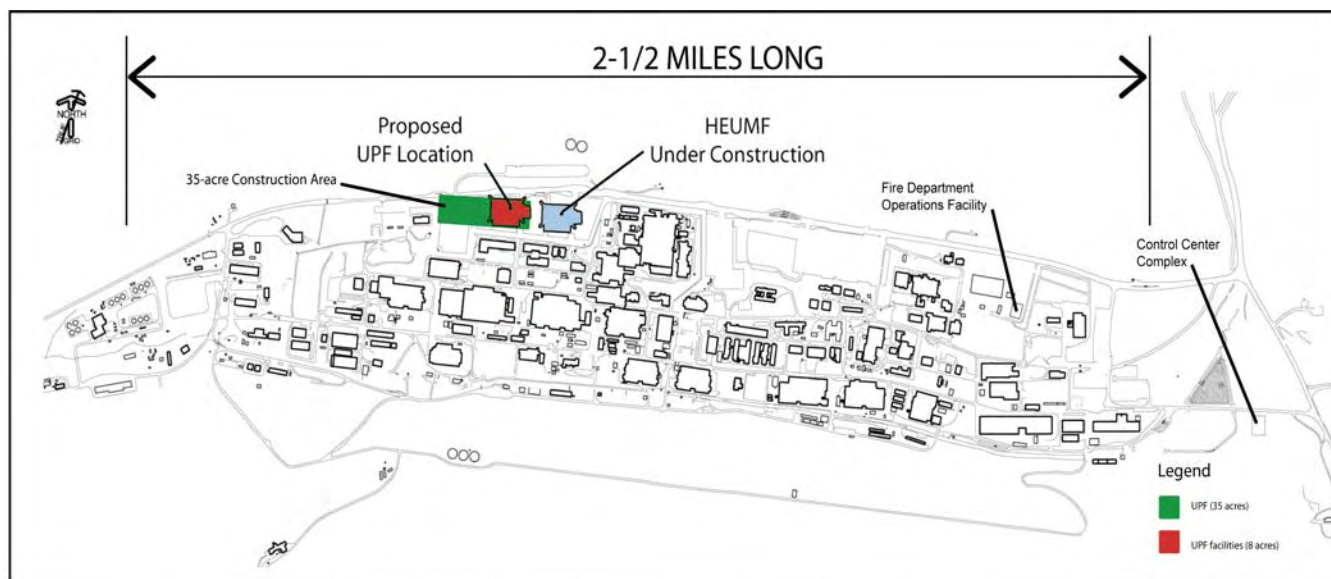 2-1/2 MILES LONG
NORTH
GRID
Proposed
UPF Location
HEUMF
Under Construction
35-acre Construction Area
Fire Department
Operations Facility
Control Center
Complex
Legend
UPF (35 acres)
UPF facilities (8 acres)